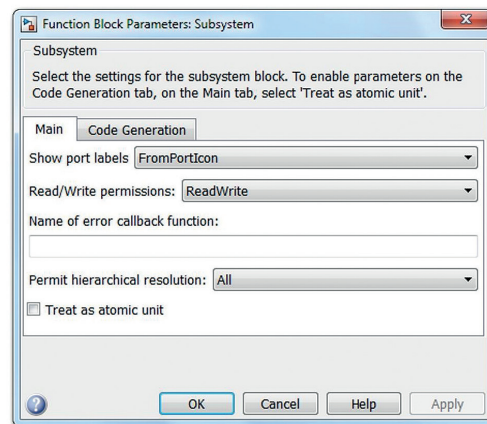 Function Block Parameters: Subsystem
Subsystem
Select the settings for the subsystem block. To enable parameters on the
Code Generation tab, on the Main tab, select 'Treat as atomic unit'.
Main Code Generation
Show port labels FromPortIcon
Read/Write permissions: ReadWrite
Name of error callback function:
Permit hierarchical resolution: All
Treat as atomic unit
OK Cancel Help Apply